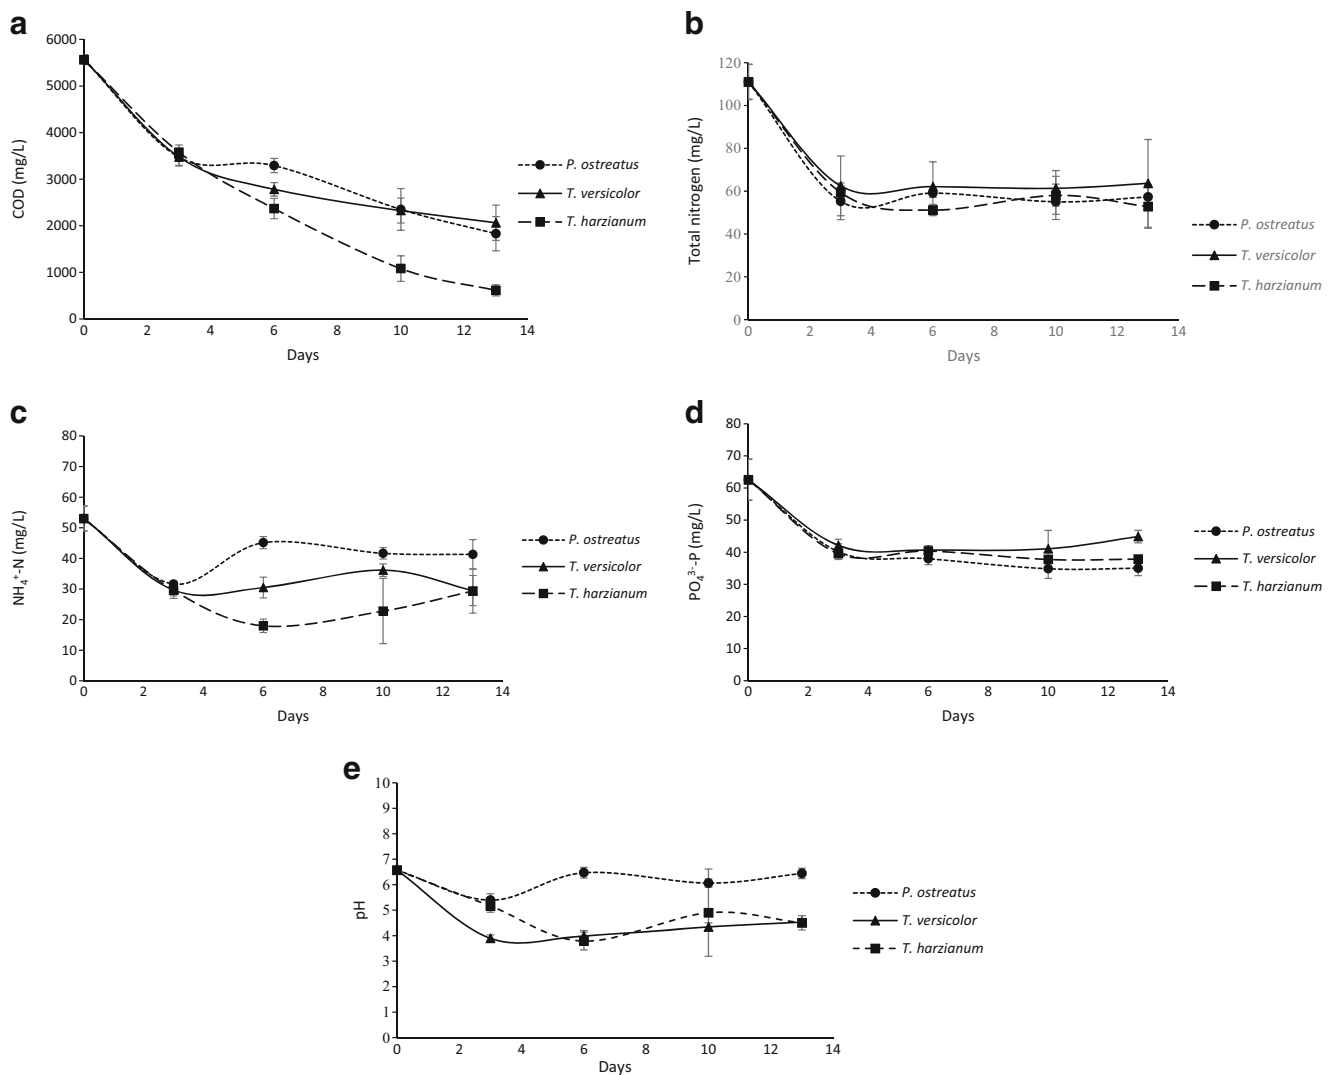 a
6000
5000
4000
3000
2000
1000
0
COD (mg/L)
0 2 4 6 8 10 12 14
Days
P. ostreatus
T. versicolor
T. harzianum
b
120
100
80
60
40
20
0
Total nitrogen (mg/L)
0 2 4 6 8 10 12 14
Days
P. ostreatus
T. versicolor
T. harzianum
c
80
70
60
50
40
30
20
10
0
NH₄⁺-N (mg/L)
0 2 4 6 8 10 12 14
Days
P. ostreatus
T. versicolor
T. harzianum
d
80
70
60
50
40
30
20
10
0
PO₄³⁻-P (mg/L)
0 2 4 6 8 10 12 14
Days
P. ostreatus
T. versicolor
T. harzianum
e
10
9
8
7
6
5
4
3
2
1
0
pH
0 2 4 6 8 10 12 14
Days
P. ostreatus
T. versicolor
T. harzianum